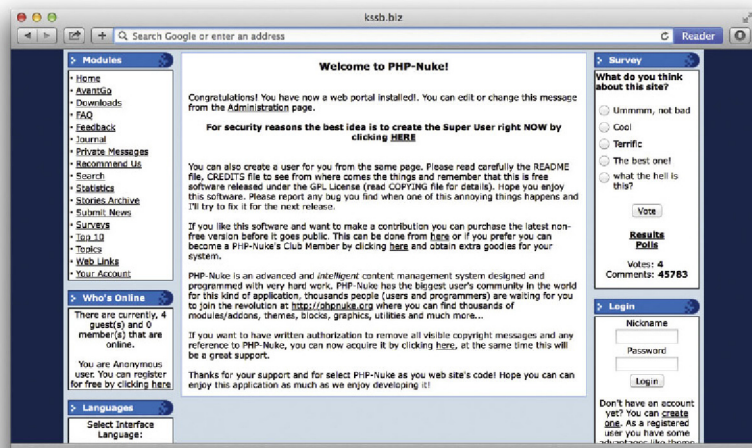 kssb.biz
Search Google or enter an address
Reader
Modules
Home
AvantGo
Downloads
FAQ
Feedback
Journal
Private Messages
Recommend Us
Search
Statistics
Stories Archive
Submit News
Surveys
Top 10
Topics
Web Links
Your Account
Who's Online
There are currently, 4
guest(s) and 0
member(s) that are
online.
You are Anonymous
user. You can register
for free by clicking here
Languages
Select Interface
Language:
Welcome to PHP-Nuke!
Congratulations! You have now a web portal installed!. You can edit or change this message
from the Administration page.
For security reasons the best idea is to create the Super User right NOW by
clicking HERE
You can also create a user for you from the same page. Please read carefully the README
file, CREDITS file to see from where comes the things and remember that this is free
software released under the GPL License (read COPYING file for details). Hope you enjoy
this software. Please report any bug you find when one of this annoying things happens and
I'll try to fix it for the next release.
If you like this software and want to make a contribution you can purchase the latest non-
free version before it goes public. This can be done from here or if you prefer you can
become a PHP-Nuke's Club Member by clicking here and obtain extra goodies for your
system.
PHP-Nuke is an advanced and intelligent content management system designed and
programmed with very hard work. PHP-Nuke has the biggest user's community in the world
for this kind of application, thousands people (users and programmers) are waiting for you
to join the revolution at http://phpnuke.org where you can find thousands of
modules/addons, themes, blocks, graphics, utilities and much more...
If you want to have written authorization to remove all visible copyright messages and any
reference to PHP-Nuke, you can now acquire it by clicking here, at the same time this will
be a great support.
Thanks for your support and for select PHP-Nuke as you web site's code! Hope you can can
enjoy this application as much as we enjoy developing it!
Survey
What do you think
about this site?
Ummmm, not bad
Cool
Terrific
The best one!
what the hell is
this?
Vote
Results
Polls
Votes: 4
Comments: 45783
Login
Nickname
Password
Login
Don't have an account
yet? You can create
one. As a registered
user you have some
advantages like theme